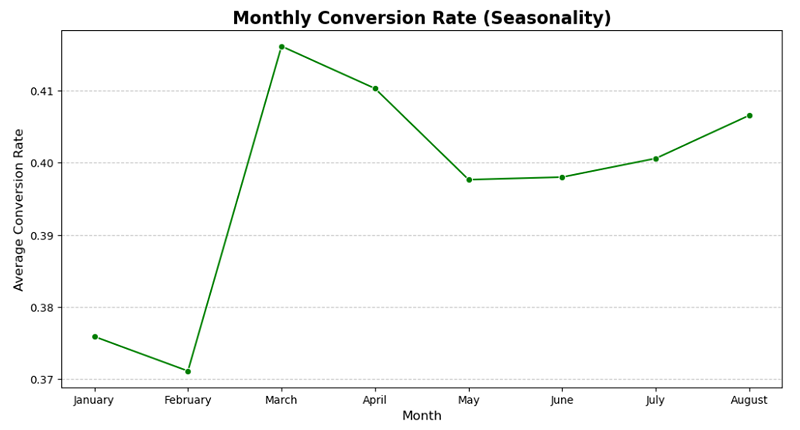 Monthly Conversion Rate (Seasonality)
Average Conversion Rate
0.41
0.40
0.39
0.38
0.37
January February March April May June July August
Month